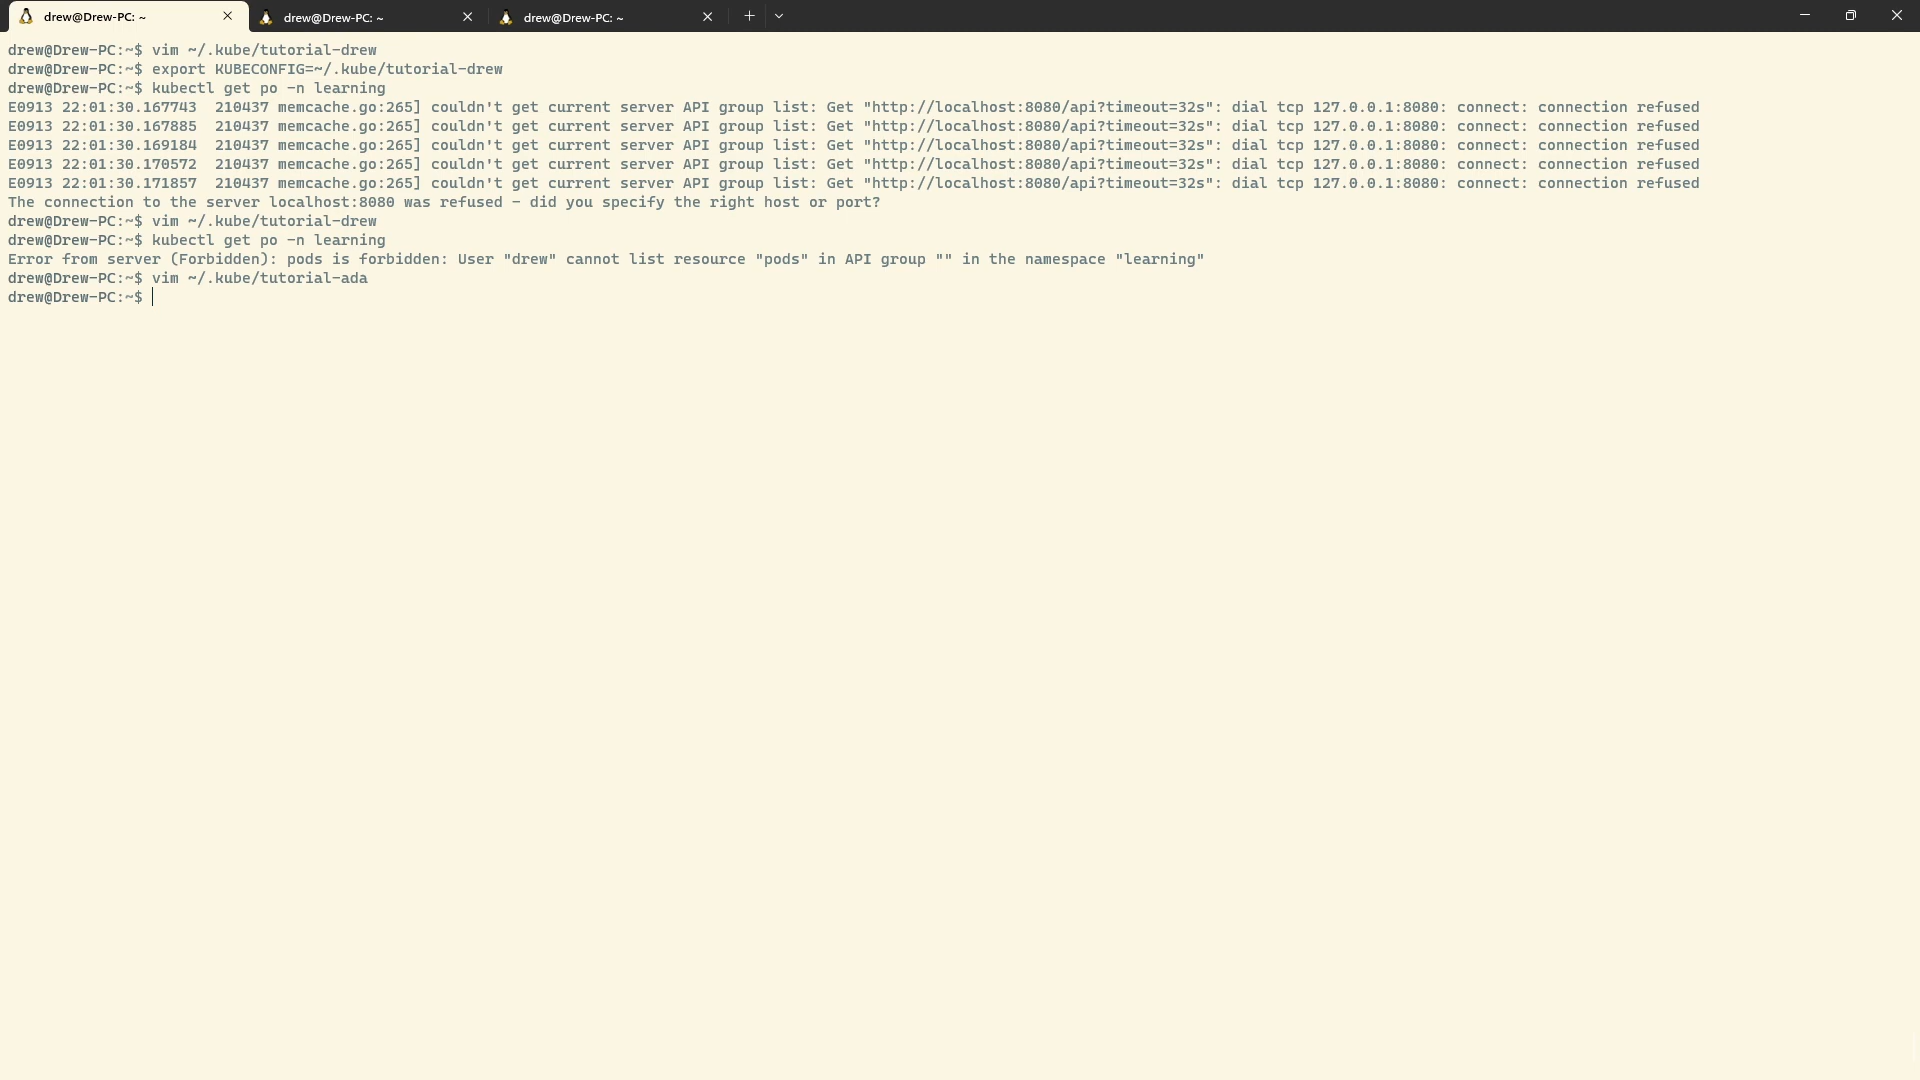 drew@Drew-PC: ~
drew@Drew-PC: ~
drew@Drew-PC: ~
drew@Drew-PC:~$ vim ~/.kube/tutorial-drew
drew@Drew-PC:~$ export KUBECONFIG=~/.kube/tutorial-drew
drew@Drew-PC:~$ kubectl get po -n learning
E0913 22:01:30.167743  210437 memcache.go:265] couldn't get current server API group list: Get "http://localhost:8080/api?timeout=32s": dial tcp 127.0.0.1:8080: connect: connection refused
E0913 22:01:30.167885  210437 memcache.go:265] couldn't get current server API group list: Get "http://localhost:8080/api?timeout=32s": dial tcp 127.0.0.1:8080: connect: connection refused
E0913 22:01:30.169184  210437 memcache.go:265] couldn't get current server API group list: Get "http://localhost:8080/api?timeout=32s": dial tcp 127.0.0.1:8080: connect: connection refused
E0913 22:01:30.170572  210437 memcache.go:265] couldn't get current server API group list: Get "http://localhost:8080/api?timeout=32s": dial tcp 127.0.0.1:8080: connect: connection refused
E0913 22:01:30.171857  210437 memcache.go:265] couldn't get current server API group list: Get "http://localhost:8080/api?timeout=32s": dial tcp 127.0.0.1:8080: connect: connection refused
The connection to the server localhost:8080 was refused - did you specify the right host or port?
drew@Drew-PC:~$ vim ~/.kube/tutorial-drew
drew@Drew-PC:~$ kubectl get po -n learning
Error from server (Forbidden): pods is forbidden: User "drew" cannot list resource "pods" in API group "" in the namespace "learning"
drew@Drew-PC:~$ vim ~/.kube/tutorial-ada
drew@Drew-PC:~$